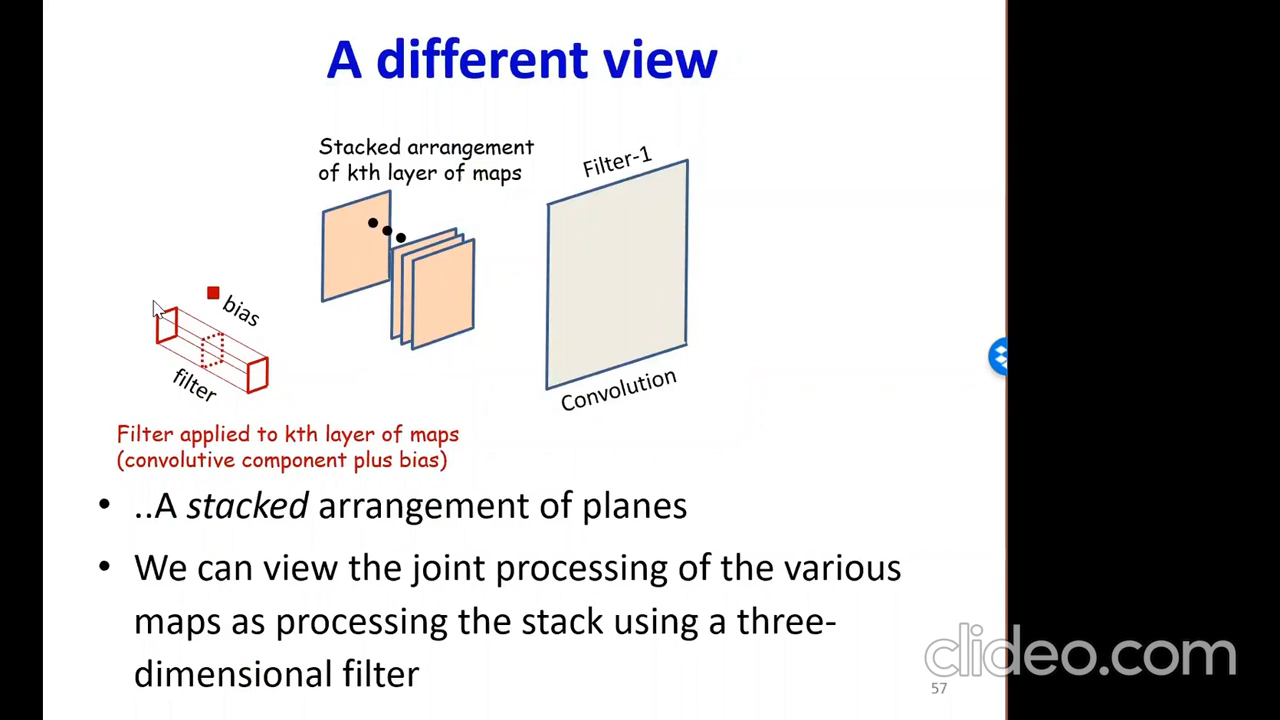 A different view
Stacked arrangement
of kth layer of maps
Filter-1
bias
filter
Convolution
Filter applied to kth layer of maps
(convolutive component plus bias)
• ..A stacked arrangement of planes
• We can view the joint processing of the various
maps as processing the stack using a three-
dimensional filter
clideo.com
57